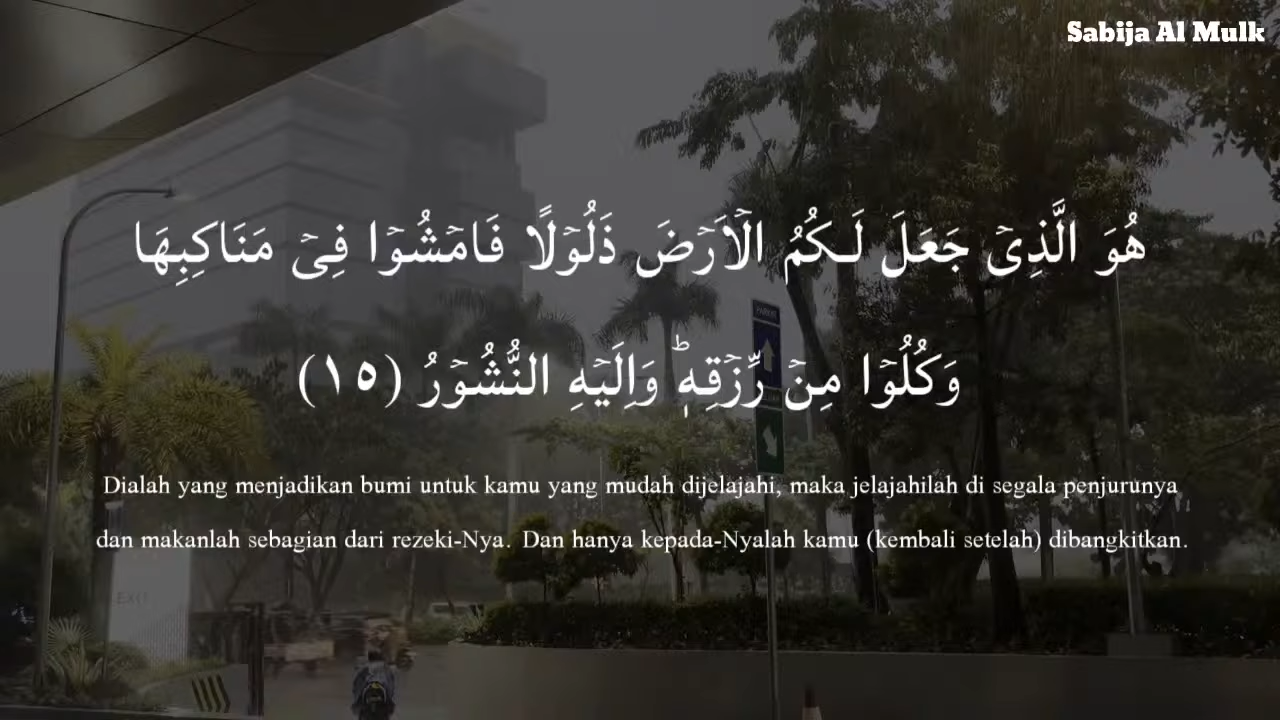 Sabija Al Mulk
هُوَ الَّذِىۡ جَعَلَ لَـكُمُ الۡاَرۡضَ ذَلُوۡلًا فَامۡشُوۡا فِىۡ مَنَاكِبِهَا
وَكُلُوۡا مِنۡ رِّزۡقِهٖ​ؕ وَاِلَيۡهِ النُّشُوۡرُ (١٥)
Dialah yang menjadikan bumi untuk kamu yang mudah dijelajahi, maka jelajahilah di segala penjurunya
dan makanlah sebagian dari rezeki-Nya. Dan hanya kepada-Nyalah kamu (kembali setelah) dibangkitkan.
EXIT